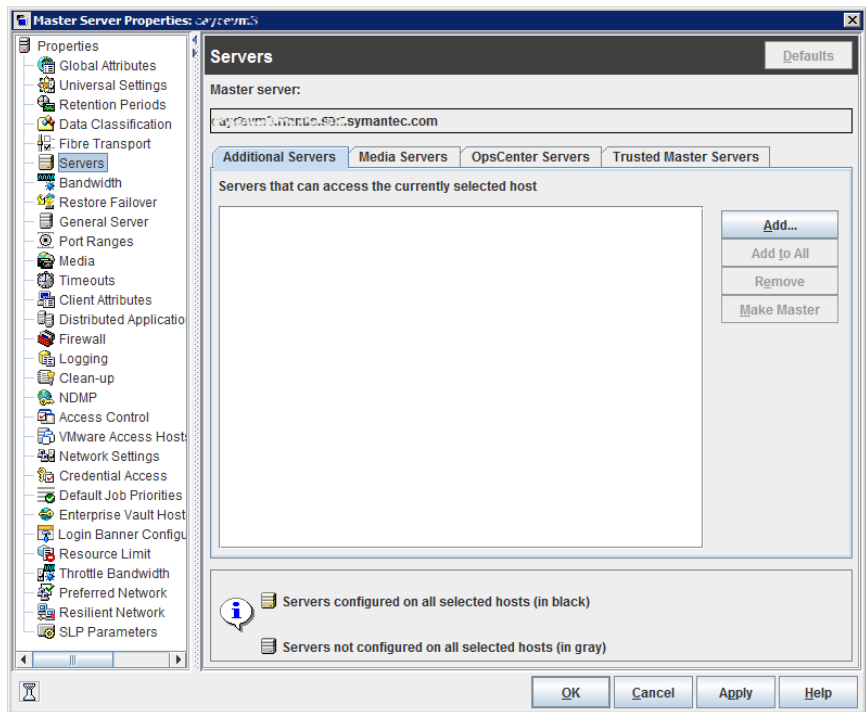 Master Server Properties:
Properties
Global Attributes
Universal Settings
Retention Periods
Data Classification
Fibre Transport
Servers
Bandwidth
Restore Failover
General Server
Port Ranges
Media
Timeouts
Client Attributes
Distributed Applicatio
Firewall
Logging
Clean-up
NDMP
Access Control
VMware Access Host
Network Settings
Credential Access
Default Job Priorities
Enterprise Vault Host
Login Banner Configu
Resource Limit
Throttle Bandwidth
Preferred Network
Resilient Network
SLP Parameters
Servers
Defaults
Master server:
.symantec.com
Additional Servers Media Servers OpsCenter Servers Trusted Master Servers
Servers that can access the currently selected host
Add...
Add to All
Remove
Make Master
Servers configured on all selected hosts (in black)
Servers not configured on all selected hosts (in gray)
OK Cancel Apply Help